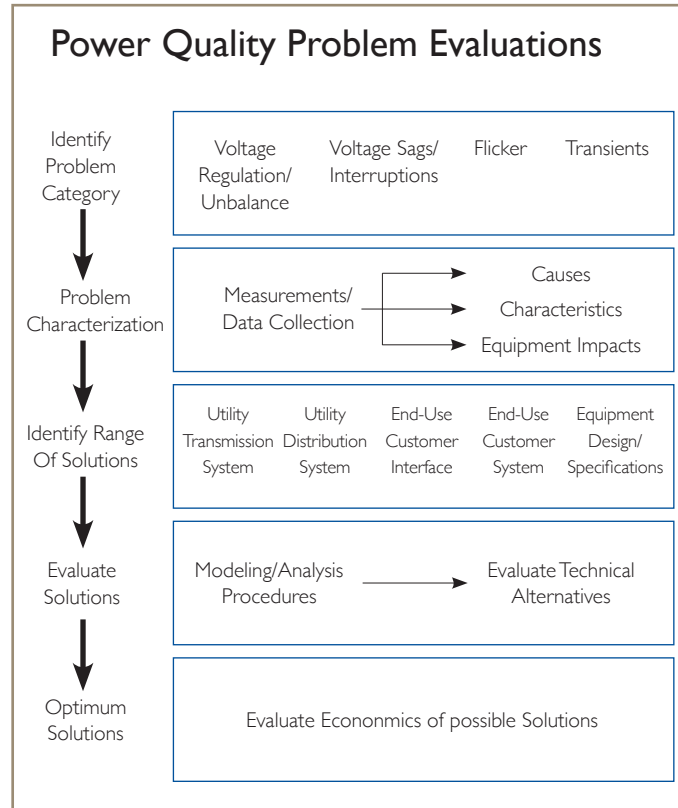 Power Quality Problem Evaluations
Identify
Problem
Category
Voltage
Regulation/
Unbalance
Voltage Sags/
Interruptions
Flicker
Transients
Problem
Characterization
Measurements/
Data Collection
Causes
Characteristics
Equipment Impacts
Identify Range
Of Solutions
Utility
Transmission
System
Utility
Distribution
System
End-Use
Customer
Interface
End-Use
Customer
System
Equipment
Design/
Specifications
Evaluate
Solutions
Modeling/Analysis
Procedures
Evaluate Technical
Alternatives
Optimum
Solutions
Evaluate Econonmics of possible Solutions